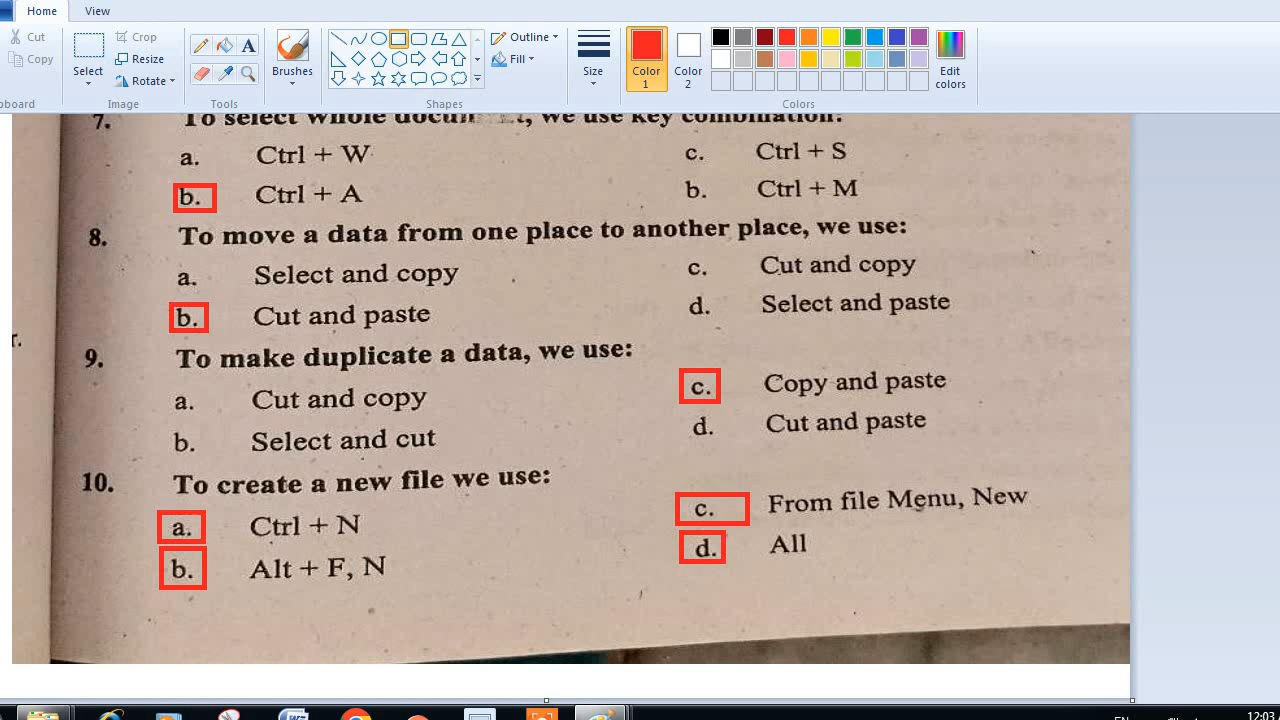 Home View
Cut
Copy
Select
Crop
Resize
Rotate
Brushes
Outline
Fill
Size
Color 1
Color 2
Edit colors
Image Tools Shapes Colors
7. To select whole we use key combination:
a. Ctrl + W c. Ctrl + S
b. Ctrl + A b. Ctrl + M
8. To move a data from one place to another place, we use:
a. Select and copy c. Cut and copy
b. Cut and paste d. Select and paste
9. To make duplicate a data, we use:
a. Cut and copy c. Copy and paste
b. Select and cut d. Cut and paste
10. To create a new file we use:
a. Ctrl + N c. From file Menu, New
b. Alt + F, N d. All
12:03